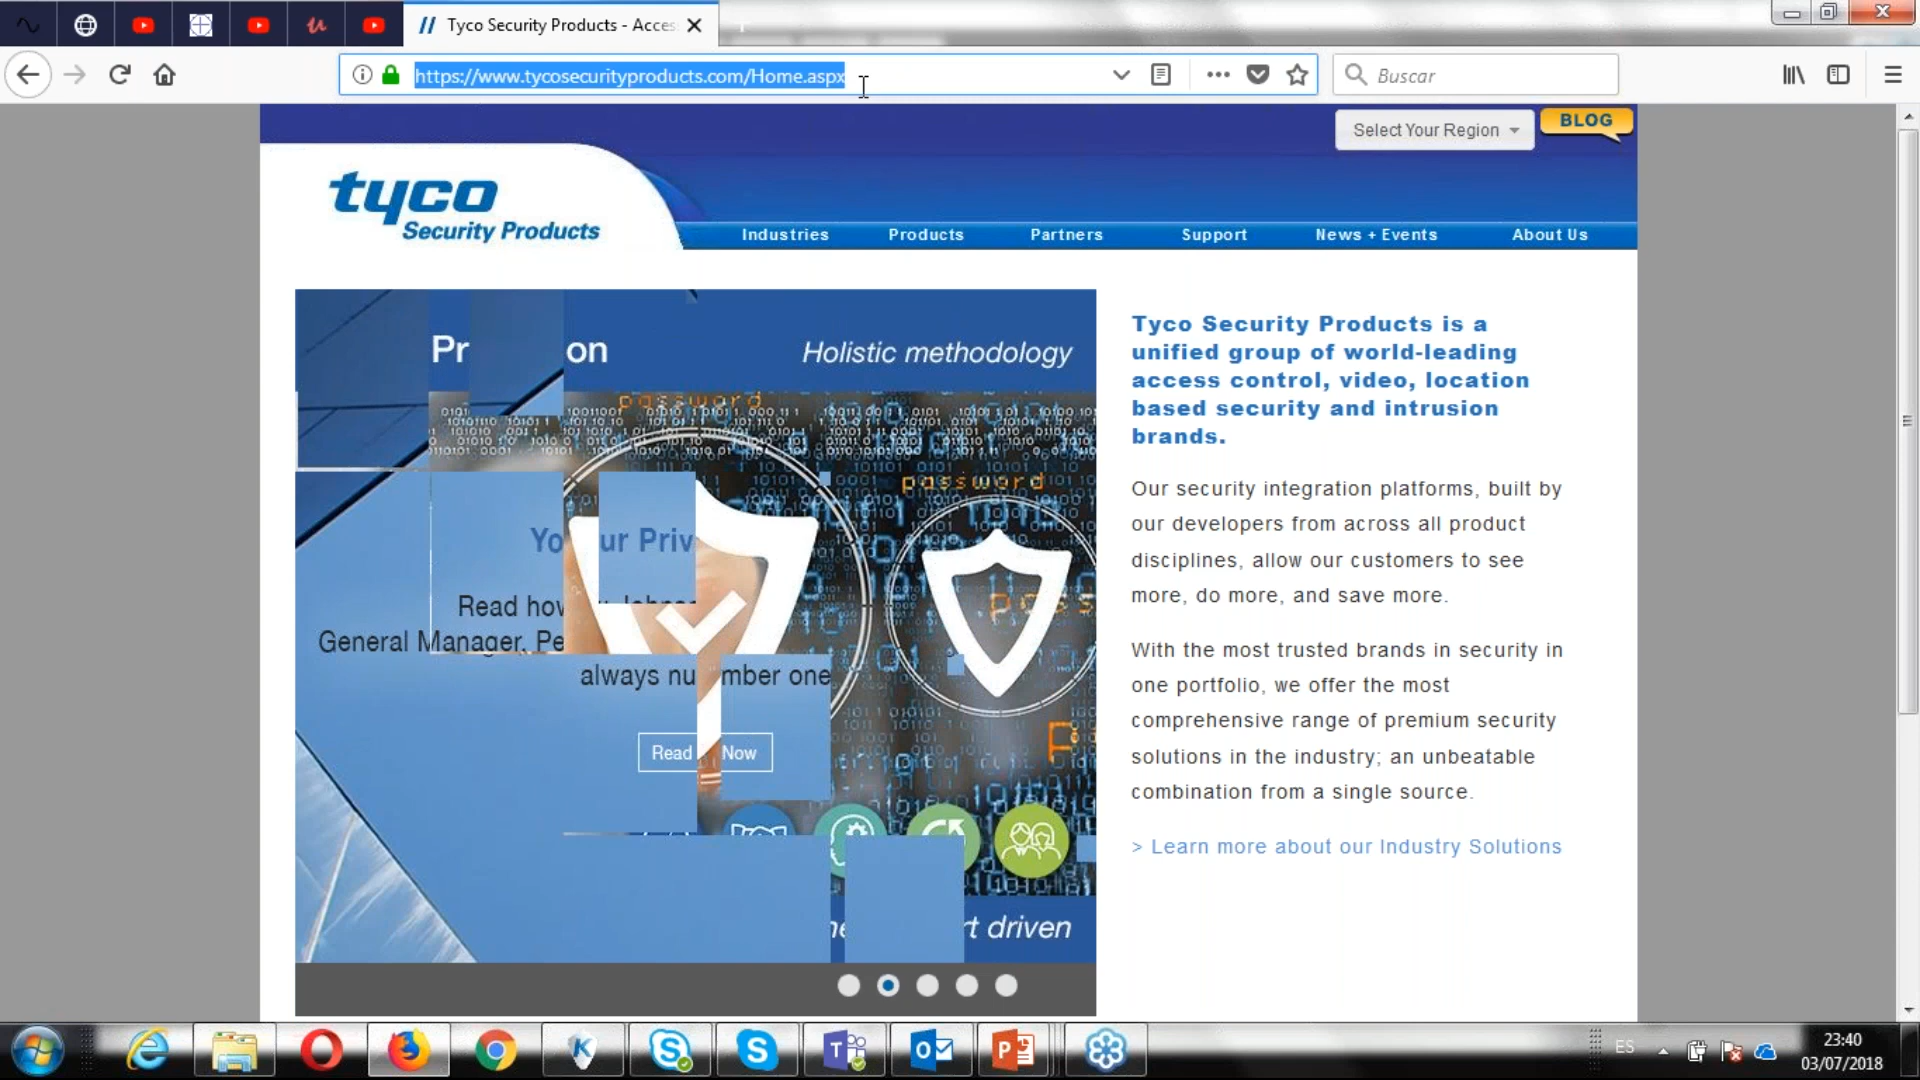 Tyco Security Products - Acces
https://www.tycosecurityproducts.com/Home.aspx
Buscar
Select Your Region
BLOG
tyco
Security Products
Industries
Products
Partners
Support
News + Events
About Us
Pr on
Holistic methodology
password
password
Yo ur Priv
Read how
General Manager, Pe
always nu mber one
Read Now
t driven
Tyco Security Products is a
unified group of world-leading
access control, video, location
based security and intrusion
brands.
Our security integration platforms, built by
our developers from across all product
disciplines, allow our customers to see
more, do more, and save more.
With the most trusted brands in security in
one portfolio, we offer the most
comprehensive range of premium security
solutions in the industry; an unbeatable
combination from a single source.
> Learn more about our Industry Solutions
ES
23:40
03/07/2018